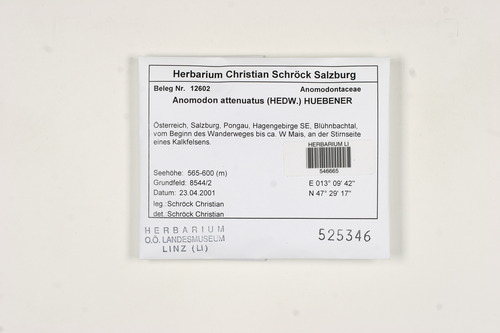 Herbarium Christian Schröck Salzburg
Beleg Nr. 12602 Anomodontaceae
Anomodon attenuatus (HEDW.) HUEBENER
Österreich, Salzburg, Pongau, Hagengebirge SE, Blühnbachtal,
vom Beginn des Wanderweges bis ca. W Mais, an der Stirnseite
eines Kalkfelsens.
HERBARIUM LI
546665
Seehöhe: 565-600 (m)
Grundfeld: 8544/2 E 013° 09' 42"
Datum: 23.04.2001 N 47° 29' 17"
leg.:Schröck Christian
det.:Schröck Christian
HERBARIUM
O.Ö. LANDESMUSEUM
LINZ (LI)
525346